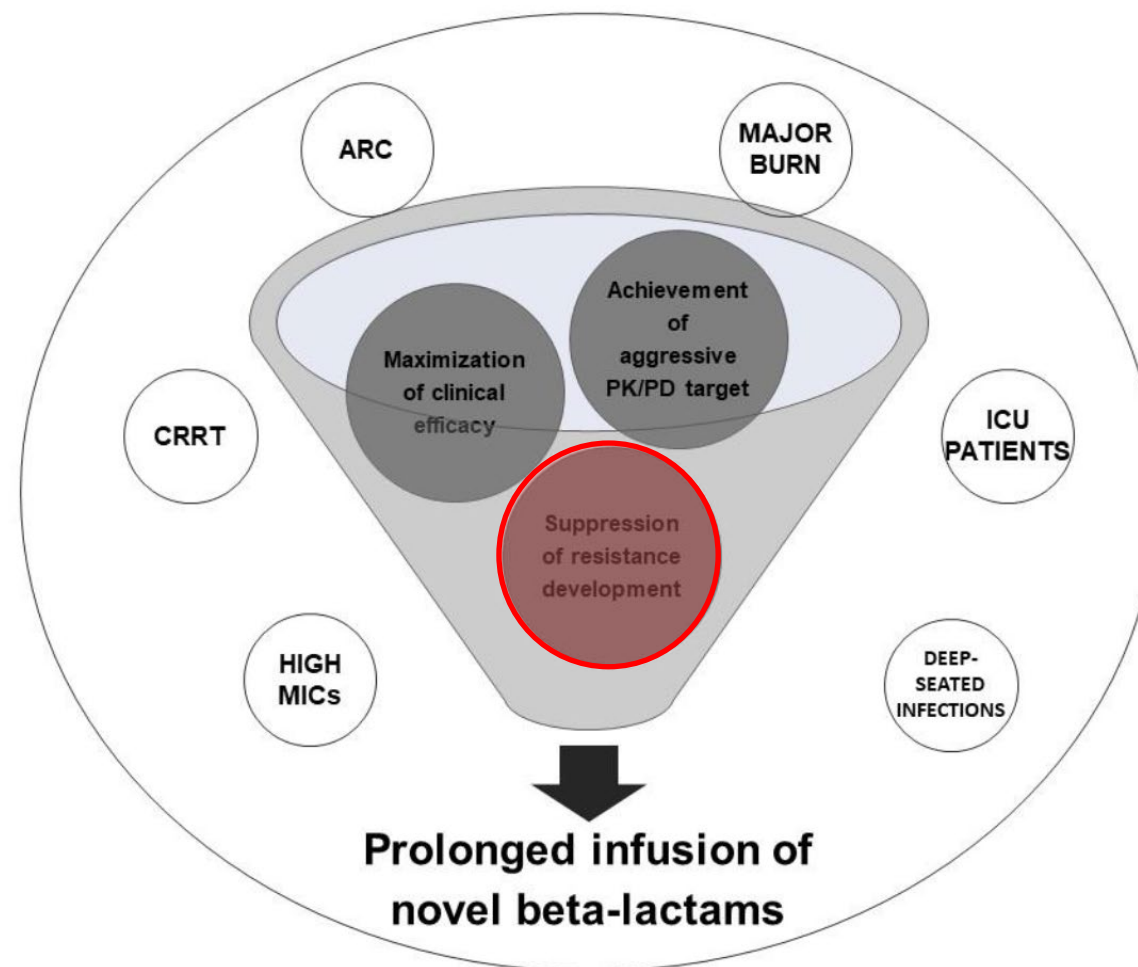 ARC
MAJOR
BURN
Achievement
of
aggressive
PK/PD target
Maximization
of clinical
efficacy
CRRT
ICU
PATIENTS
Suppression
of resistance
development
HIGH
MICs
DEEP-
SEATED
INFECTIONS
Prolonged infusion of
novel beta-lactams